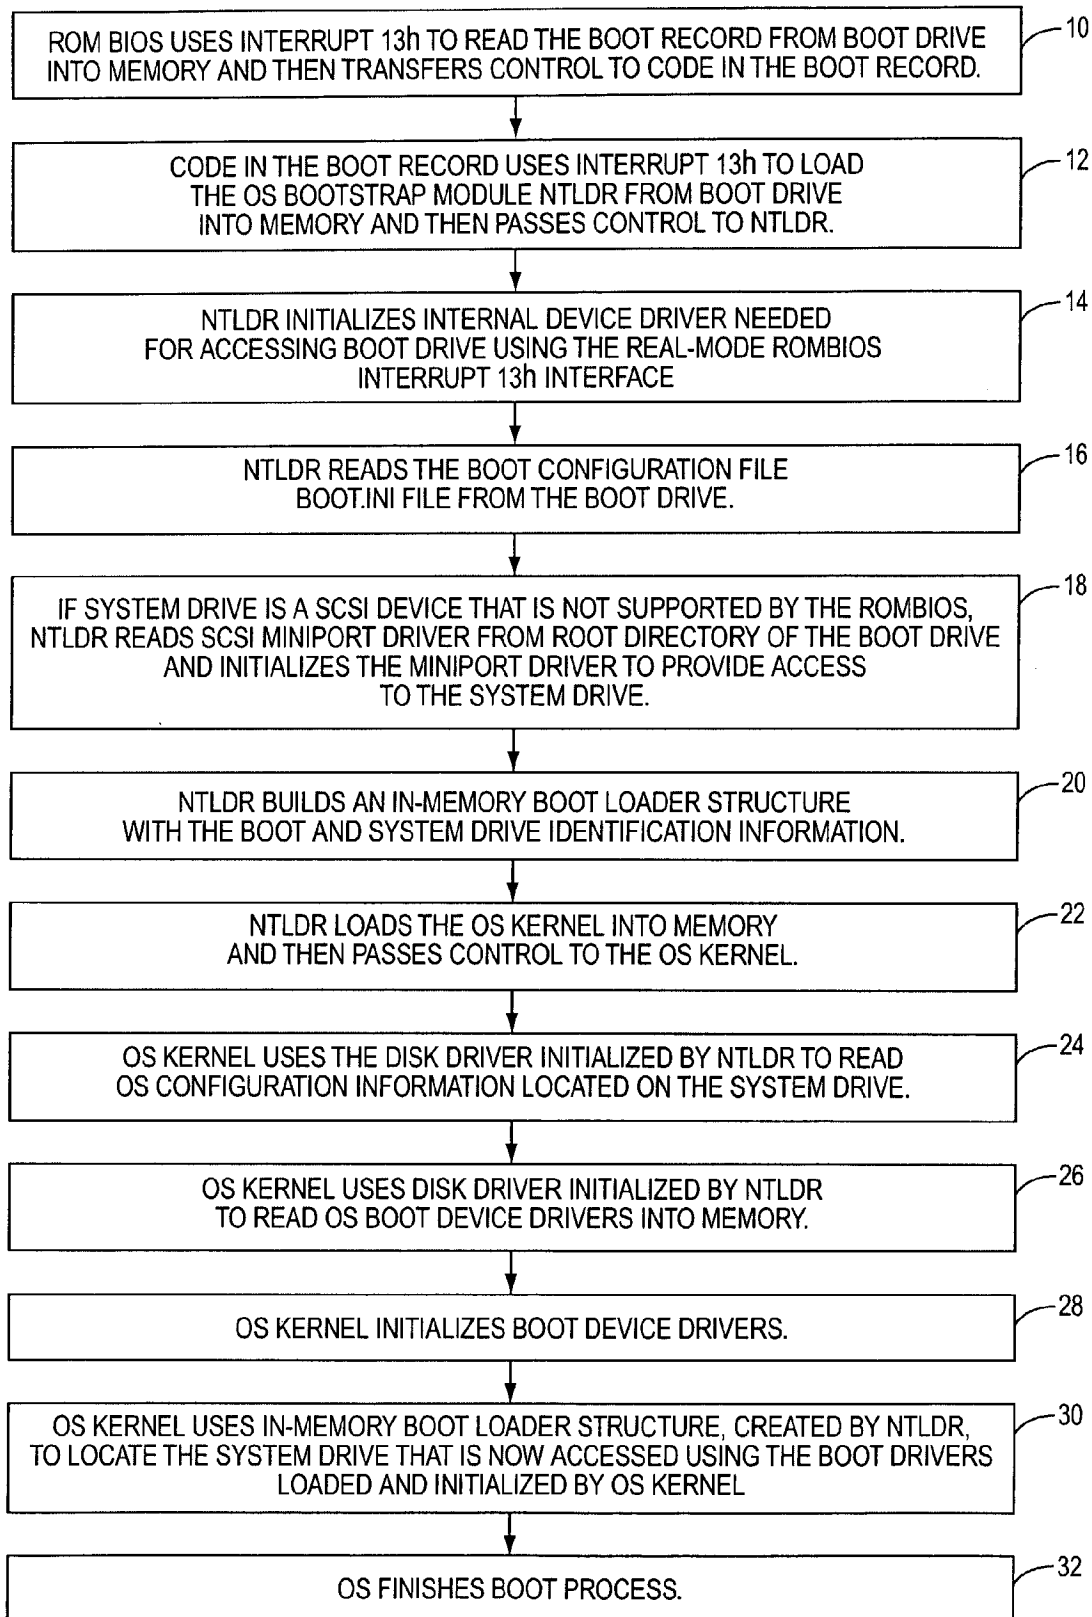 ROM BIOS USES INTERRUPT 13h TO READ THE BOOT RECORD FROM BOOT DRIVE
INTO MEMORY AND THEN TRANSFERS CONTROL TO CODE IN THE BOOT RECORD.
10
CODE IN THE BOOT RECORD USES INTERRUPT 13h TO LOAD
THE OS BOOTSTRAP MODULE NTLDR FROM BOOT DRIVE
INTO MEMORY AND THEN PASSES CONTROL TO NTLDR.
12
NTLDR INITIALIZES INTERNAL DEVICE DRIVER NEEDED
FOR ACCESSING BOOT DRIVE USING THE REAL-MODE ROMBIOS
INTERRUPT 13h INTERFACE
14
NTLDR READS THE BOOT CONFIGURATION FILE
BOOT.INI FILE FROM THE BOOT DRIVE.
16
IF SYSTEM DRIVE IS A SCSI DEVICE THAT IS NOT SUPPORTED BY THE ROMBIOS,
NTLDR READS SCSI MINIPORT DRIVER FROM ROOT DIRECTORY OF THE BOOT DRIVE
AND INITIALIZES THE MINIPORT DRIVER TO PROVIDE ACCESS
TO THE SYSTEM DRIVE.
18
NTLDR BUILDS AN IN-MEMORY BOOT LOADER STRUCTURE
WITH THE BOOT AND SYSTEM DRIVE IDENTIFICATION INFORMATION.
20
NTLDR LOADS THE OS KERNEL INTO MEMORY
AND THEN PASSES CONTROL TO THE OS KERNEL.
22
OS KERNEL USES THE DISK DRIVER INITIALIZED BY NTLDR TO READ
OS CONFIGURATION INFORMATION LOCATED ON THE SYSTEM DRIVE.
24
OS KERNEL USES DISK DRIVER INITIALIZED BY NTLDR
TO READ OS BOOT DEVICE DRIVERS INTO MEMORY.
26
OS KERNEL INITIALIZES BOOT DEVICE DRIVERS.
28
OS KERNEL USES IN-MEMORY BOOT LOADER STRUCTURE, CREATED BY NTLDR,
TO LOCATE THE SYSTEM DRIVE THAT IS NOW ACCESSED USING THE BOOT DRIVERS
LOADED AND INITIALIZED BY OS KERNEL
30
OS FINISHES BOOT PROCESS.
32